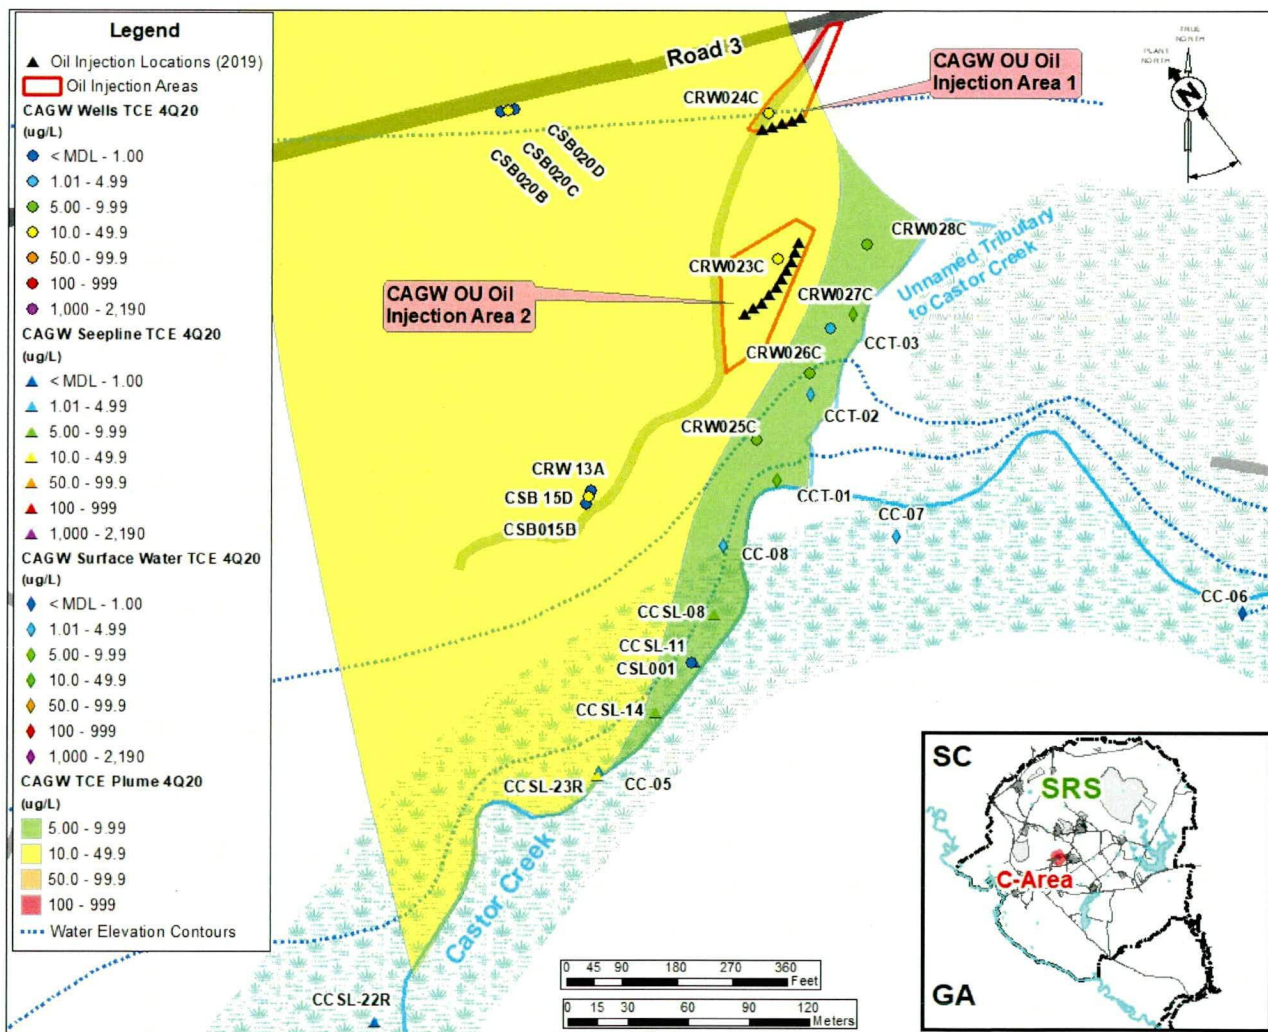 Legend
Oil Injection Locations (2019)
Oil Injection Areas
CAGW Wells TCE 4Q20
(ug/L)
< MDL - 1.00
1.01 - 4.99
5.00 - 9.99
10.0 - 49.9
50.0 - 99.9
100 - 999
1,000 - 2,190
CAGW Seepline TCE 4Q20
(ug/L)
< MDL - 1.00
1.01 - 4.99
5.00 - 9.99
10.0 - 49.9
50.0 - 99.9
100 - 999
1,000 - 2,190
CAGW Surface Water TCE 4Q20
(ug/L)
< MDL - 1.00
1.01 - 4.99
5.00 - 9.99
10.0 - 49.9
50.0 - 99.9
100 - 999
1,000 - 2,190
CAGW TCE Plume 4Q20
(ug/L)
5.00 - 9.99
10.0 - 49.9
50.0 - 99.9
100 - 999
Water Elevation Contours
Road 3
CAGW OU Oil
Injection Area 1
TRUE
NORTH
PLANT
NORTH
N
CRW024C
CSB020D
CSB020C
CSB020B
CRW028C
CRW023C
Unnamed Tributary
to Castor Creek
CAGW OU Oil
Injection Area 2
CRW027C
CCT-03
CRW026C
CCT-02
CRW025C
CRW 13A
CSB 15D
CSB015B
CCT-01
CC-07
CC-08
CC-06
CCSL-08
CCSL-11
CSL001
CCSL-14
CCSL-23R
CC-05
Castor Creek
CCSL-22R
0 45 90 180 270 360
Feet
0 15 30 60 90 120
Meters
SC
SRS
C-Area
GA